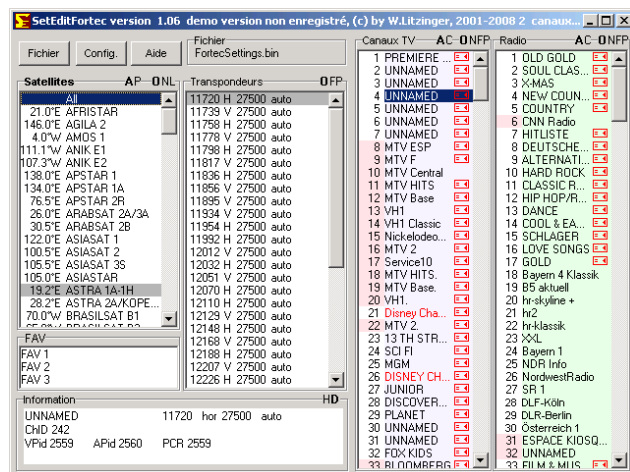 SetEditFortec version 1.06 demo version non enregistré, (c) by W.Litzinger, 2001-2008 2 canaux...
Fichier
Config.
Aide
Fichier
FortecSettings.bin
Satellites AP ONL
All
21.0°E AFRISTAR
146.0°E AGILA 2
4.0°W AMOS 1
111.1°W ANIK E1
107.3°W ANIK E2
138.0°E APSTAR 1
134.0°E APSTAR 1A
76.5°E APSTAR 2R
26.0°E ARABSAT 2A/3A
30.5°E ARABSAT 2B
122.0°E ASIASAT 1
100.5°E ASIASAT 2
105.5°E ASIASAT 3S
105.0°E ASIASTAR
19.2°E ASTRA 1A-1H
28.2°E ASTRA 2A/KOPE...
70.0°W BRASILSAT B1
FAV
FAV 1
FAV 2
FAV 3
Transpondeurs OFP
11720 H 27500 auto
11739 V 27500 auto
11758 H 27500 auto
11778 V 27500 auto
11798 H 27500 auto
11817 V 27500 auto
11836 H 27500 auto
11856 V 27500 auto
11895 V 27500 auto
11934 V 27500 auto
11954 H 27500 auto
11992 H 27500 auto
12012 V 27500 auto
12032 H 27500 auto
12051 V 27500 auto
12070 H 27500 auto
12110 H 27500 auto
12129 V 27500 auto
12148 H 27500 auto
12168 V 27500 auto
12188 H 27500 auto
12207 V 27500 auto
12226 H 27500 auto
Information HD
UNNAMED 11720 hor 27500 auto
ChID 242
VPid 2559 APid 2560 PCR 2559
Canaux TV AC ONFP
1 PREMIERE ...
2 UNNAMED
3 UNNAMED
4 UNNAMED
5 UNNAMED
6 UNNAMED
7 UNNAMED
8 MTV ESP
9 MTV F
10 MTV Central
11 MTV HITS
12 MTV Base
13 VH1
14 VH1 Classic
15 Nickelodeo...
16 MTV 2
17 Service10
18 MTV HITS.
19 MTV Base.
20 VH1.
21 Disney Cha...
22 MTV 2.
23 13 TH STR...
24 SCI FI
25 MGM
26 DISNEY CH...
27 JUNIOR
28 DISCOVER...
29 PLANET
30 UNNAMED
31 UNNAMED
32 FOX KIDS
33 BLOOMBERG
Radio AC ONFP
1 OLD GOLD
2 SOUL CLAS...
3 X-MAS
4 NEW COUN...
5 COUNTRY
6 CNN Radio
7 HITLISTE
8 DEUTSCHE...
9 ALTERNATI...
10 HARD ROCK
11 CLASSIC R...
12 HIP HOP/R...
13 DANCE
14 COOL & EA...
15 SCHLAGER
16 LOVE SONGS
17 GOLD
18 Bayern 4 Klassik
19 B5 aktuell
20 hr-skyline +
21 hr2
22 hr-klassik
23 XXL
24 Bayern 1
25 NDR Info
26 NordwestRadio
27 SR 1
28 DLF-Köln
29 DLR-Berlin
30 Österreich 1
31 ESPACE KIOSQ...
32 UNNAMED
33 FILM & MUS...